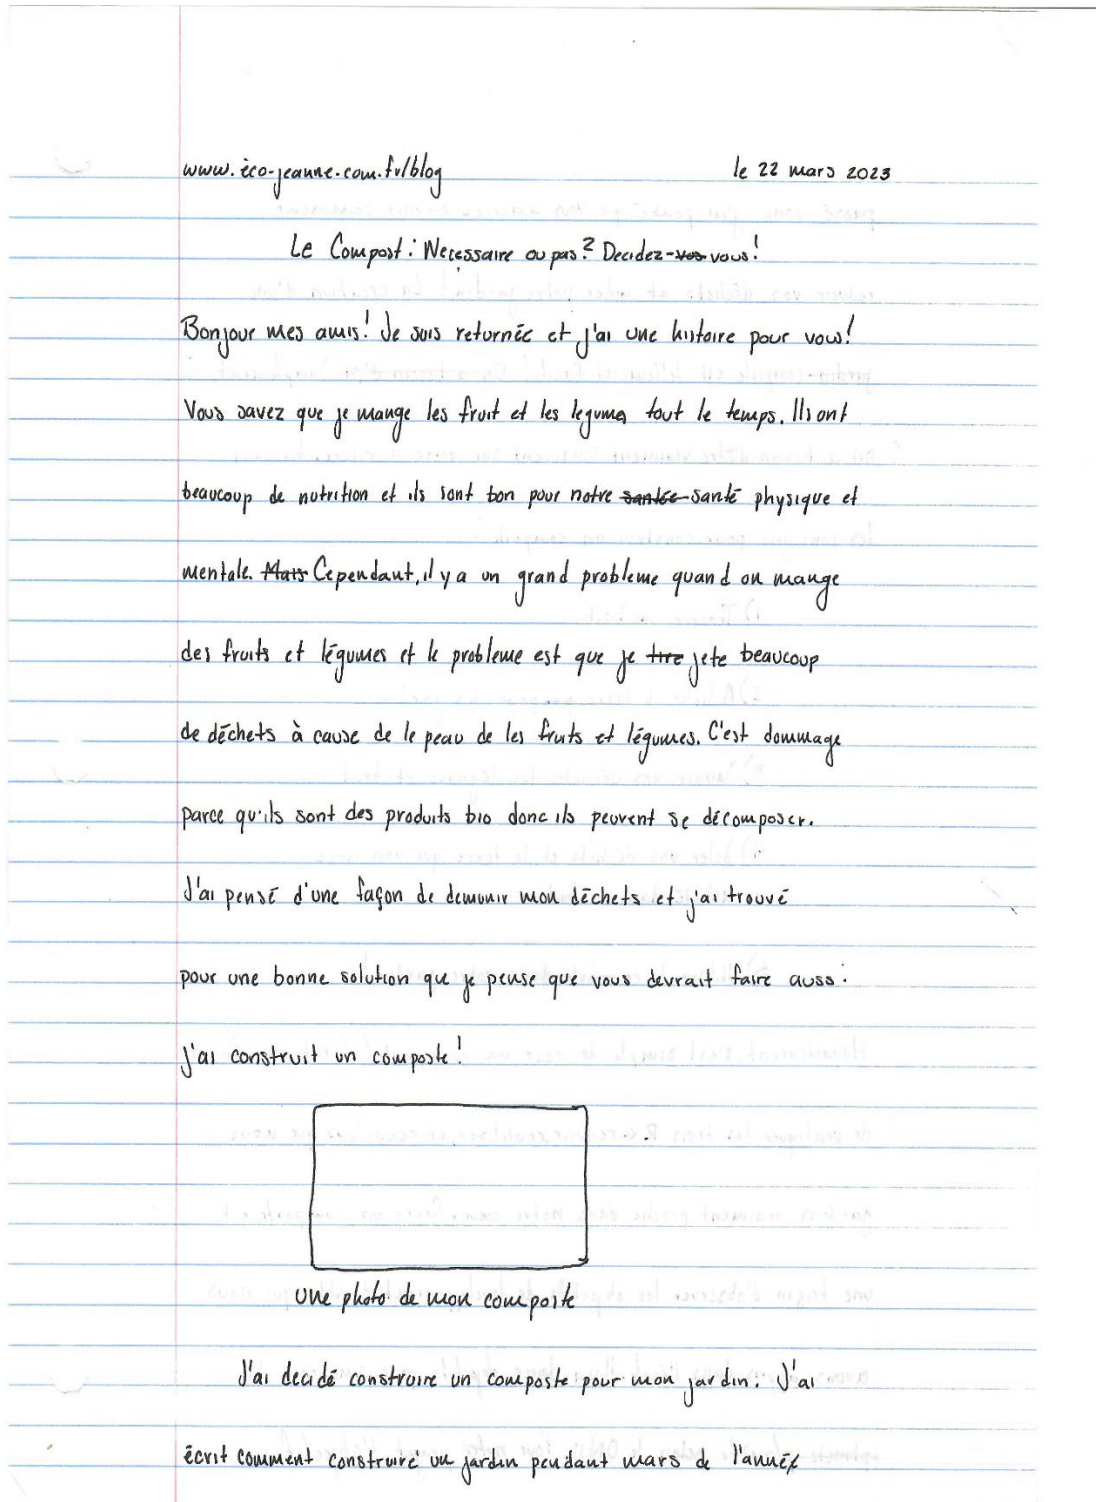 www.èco-jeanne.com.fr/blog le 22 mars 2023
Le Compost: Necessaire ou pas? Decidez-vos vous!
Bonjour mes amis! Je suis returnée et j'ai une histoire pour vous!
Vous savez que je mange les fruit et les legumes tout le temps. Ils ont
beaucoup de nutrition et ils sont bon pour notre santée santé physique et
mentale. Mais Cependant, il y a un grand probleme quand on mange
des fruits et légumes et le probleme est que je tire jete beaucoup
de déchets à cause de le peau de les fruits et légumes. C'est dommage
parce qu'ils sont des produits bio donc ils peuvent se décomposer.
J'ai pensé d'une façon de demunir mon déchets et j'ai trouvé
pour une bonne solution que je pense que vous devrait faire aussi:
j'ai construit un composte!
une photo de mon composte
J'ai decidé construire un composte pour mon jardin. J'ai
écrit comment construire un jardin pendant mars de l'année